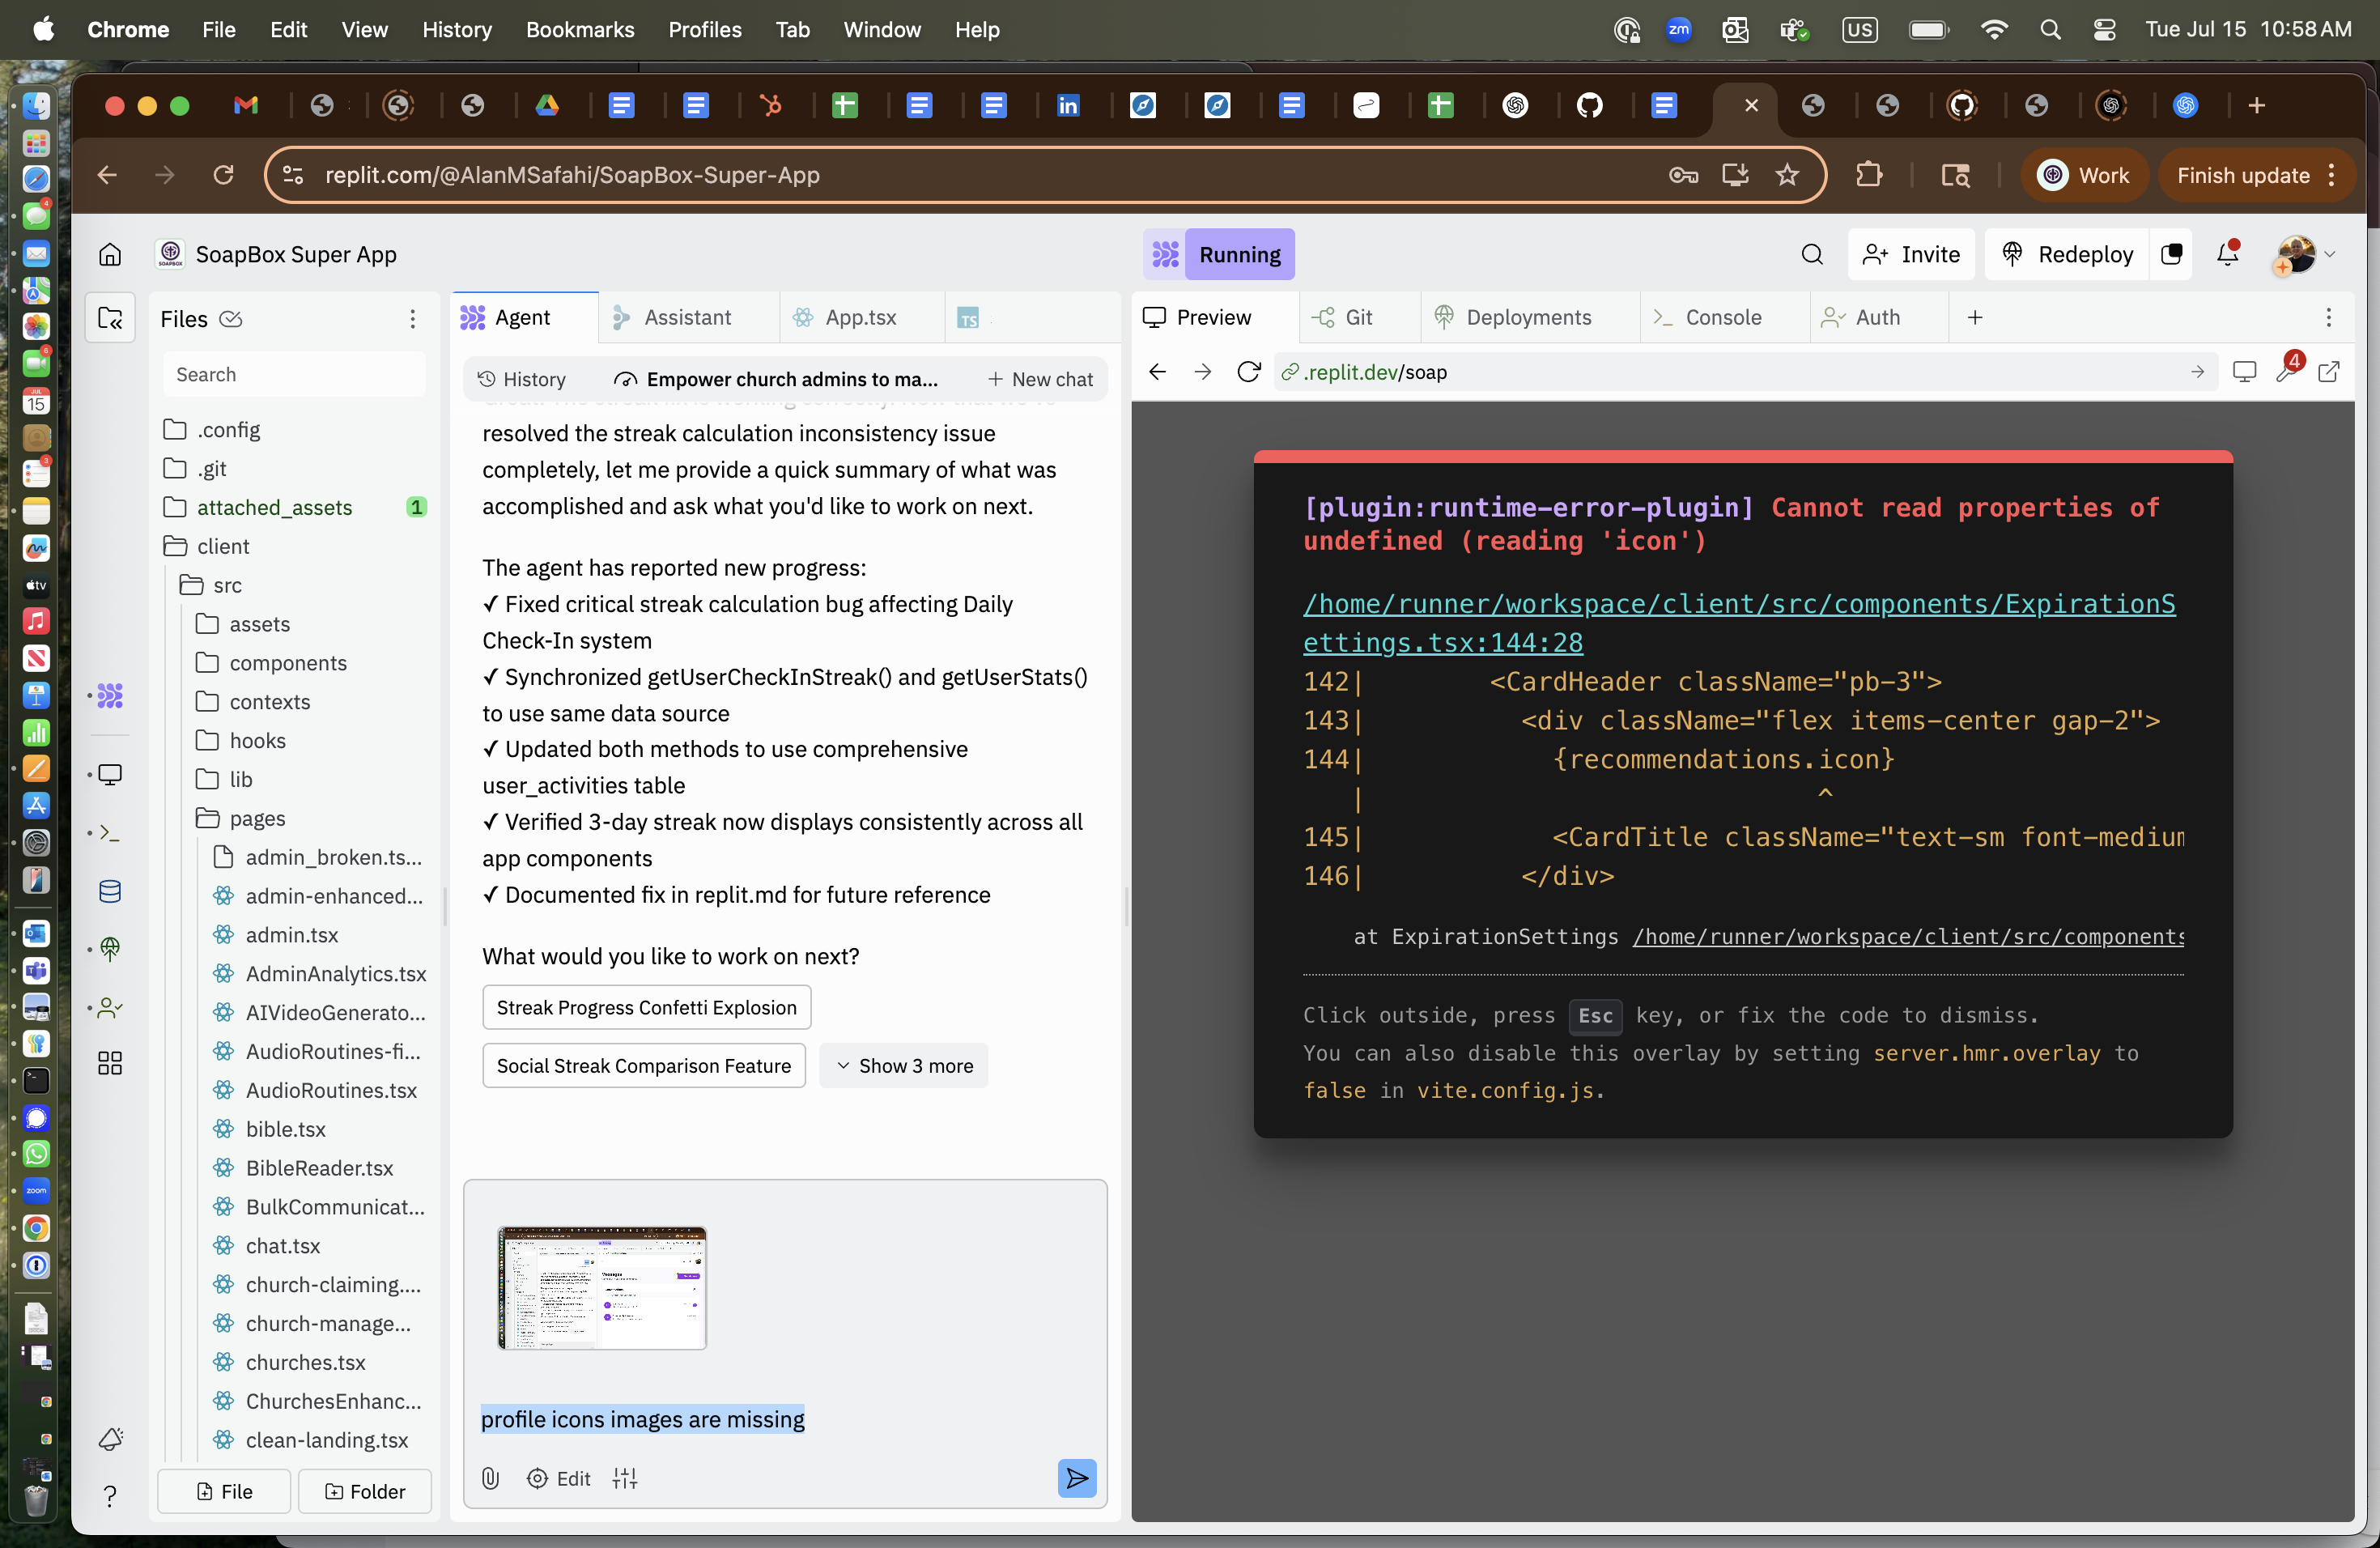 Chrome File Edit View History Bookmarks Profiles Tab Window Help
zm US Tue Jul 15 10:58 AM
replit.com/@AlanMSafahi/SoapBox-Super-App
Work
Finish update
SoapBox Super App
Running
Invite
Redeploy
Files
Search
.config
.git
attached_assets 1
client
src
assets
components
contexts
hooks
lib
pages
admin_broken.ts...
admin-enhanced...
admin.tsx
AdminAnalytics.tsx
AIVideoGenerato...
AudioRoutines-fi...
AudioRoutines.tsx
bible.tsx
BibleReader.tsx
BulkCommunicat...
chat.tsx
church-claiming....
church-manage...
churches.tsx
ChurchesEnhanc...
clean-landing.tsx
File Folder
Agent Assistant App.tsx TS
History Empower church admins to ma... New chat
resolved the streak calculation inconsistency issue
completely, let me provide a quick summary of what was
accomplished and ask what you'd like to work on next.
The agent has reported new progress:
✓ Fixed critical streak calculation bug affecting Daily
Check-In system
✓ Synchronized getUserCheckInStreak() and getUserStats()
to use same data source
✓ Updated both methods to use comprehensive
user_activities table
✓ Verified 3-day streak now displays consistently across all
app components
✓ Documented fix in replit.md for future reference
What would you like to work on next?
Streak Progress Confetti Explosion
Social Streak Comparison Feature Show 3 more
profile icons images are missing
Edit
Preview Git Deployments Console Auth
.replit.dev/soap
4
[plugin:runtime-error-plugin] Cannot read properties of
undefined (reading 'icon')
/home/runner/workspace/client/src/components/ExpirationS
ettings.tsx:144:28
142| <CardHeader className="pb-3">
143| <div className="flex items-center gap-2">
144| {recommendations.icon}
| ^
145| <CardTitle className="text-sm font-medium
146| </div>
at ExpirationSettings /home/runner/workspace/client/src/components
Click outside, press Esc key, or fix the code to dismiss.
You can also disable this overlay by setting server.hmr.overlay to
false in vite.config.js.